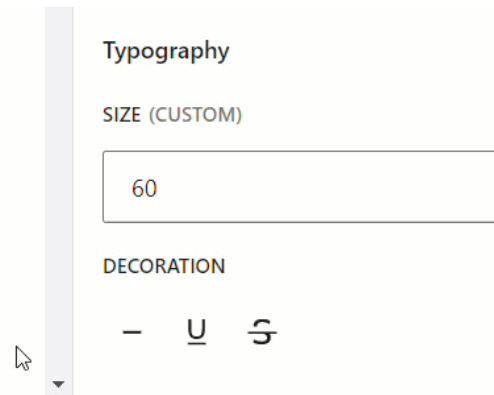 Typography
SIZE (CUSTOM)
60
DECORATION
– U S